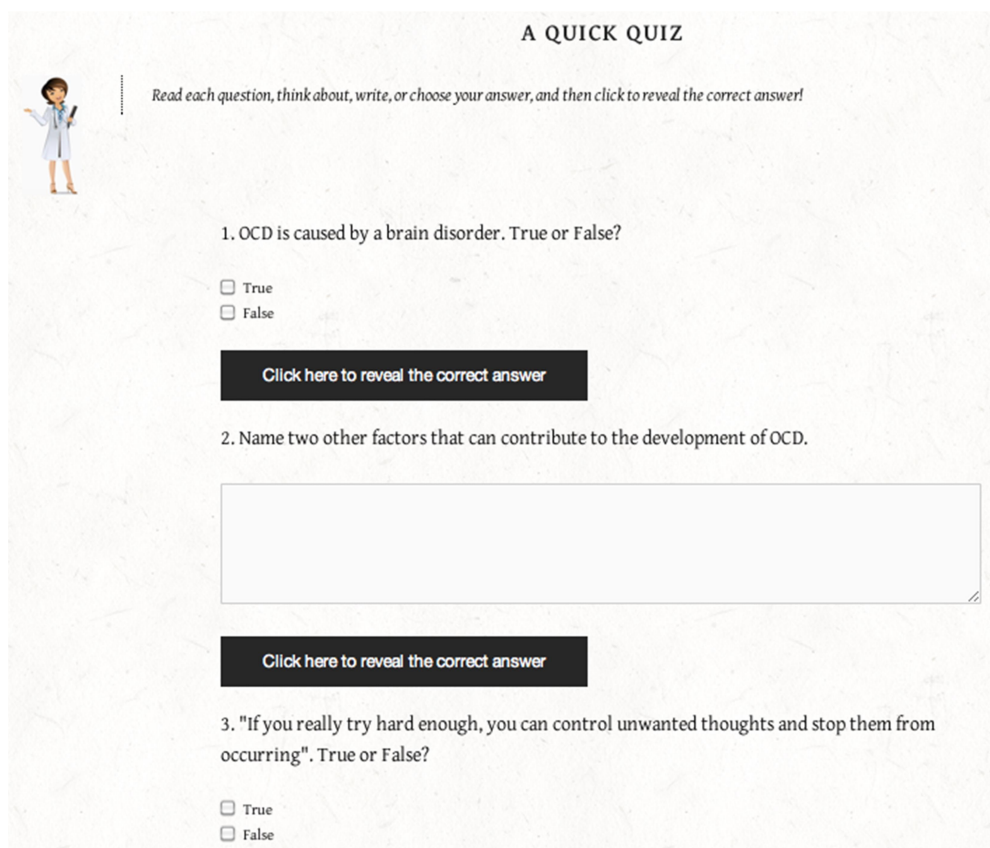 A QUICK QUIZ
Read each question, think about, write, or choose your answer, and then click to reveal the correct answer!
1. OCD is caused by a brain disorder. True or False?
True
False
Click here to reveal the correct answer
2. Name two other factors that can contribute to the development of OCD.
Click here to reveal the correct answer
3. "If you really try hard enough, you can control unwanted thoughts and stop them from
occurring". True or False?
True
False